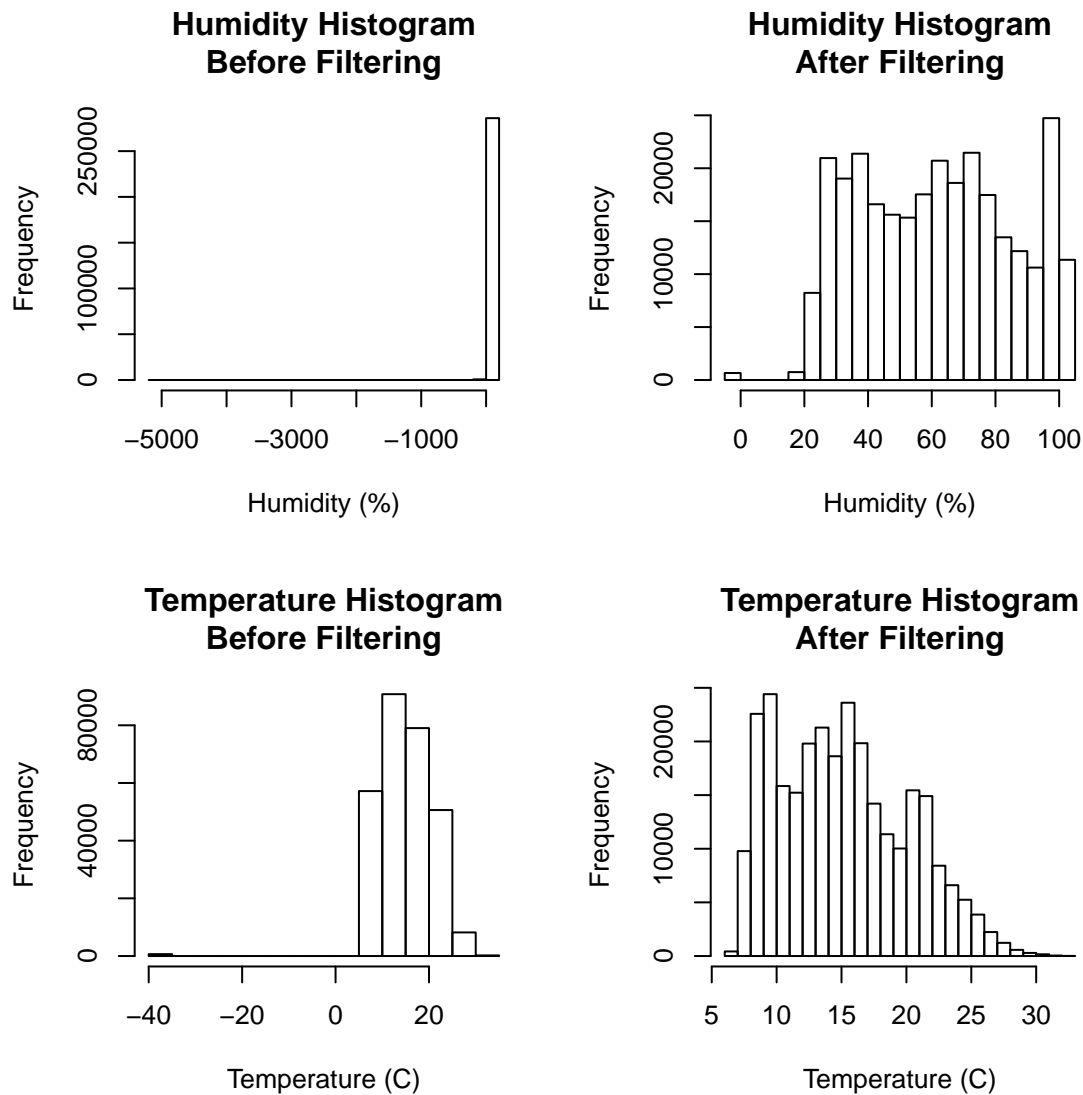 Humidity Histogram
Before Filtering
Frequency
250000
100000
0
−5000
−3000
−1000
Humidity (%)
Humidity Histogram
After Filtering
Frequency
20000
10000
0
0
20
40
60
80
100
Humidity (%)
Temperature Histogram
Before Filtering
Frequency
80000
40000
0
−40
−20
0
20
Temperature (C)
Temperature Histogram
After Filtering
Frequency
20000
10000
0
5
10
15
20
25
30
Temperature (C)